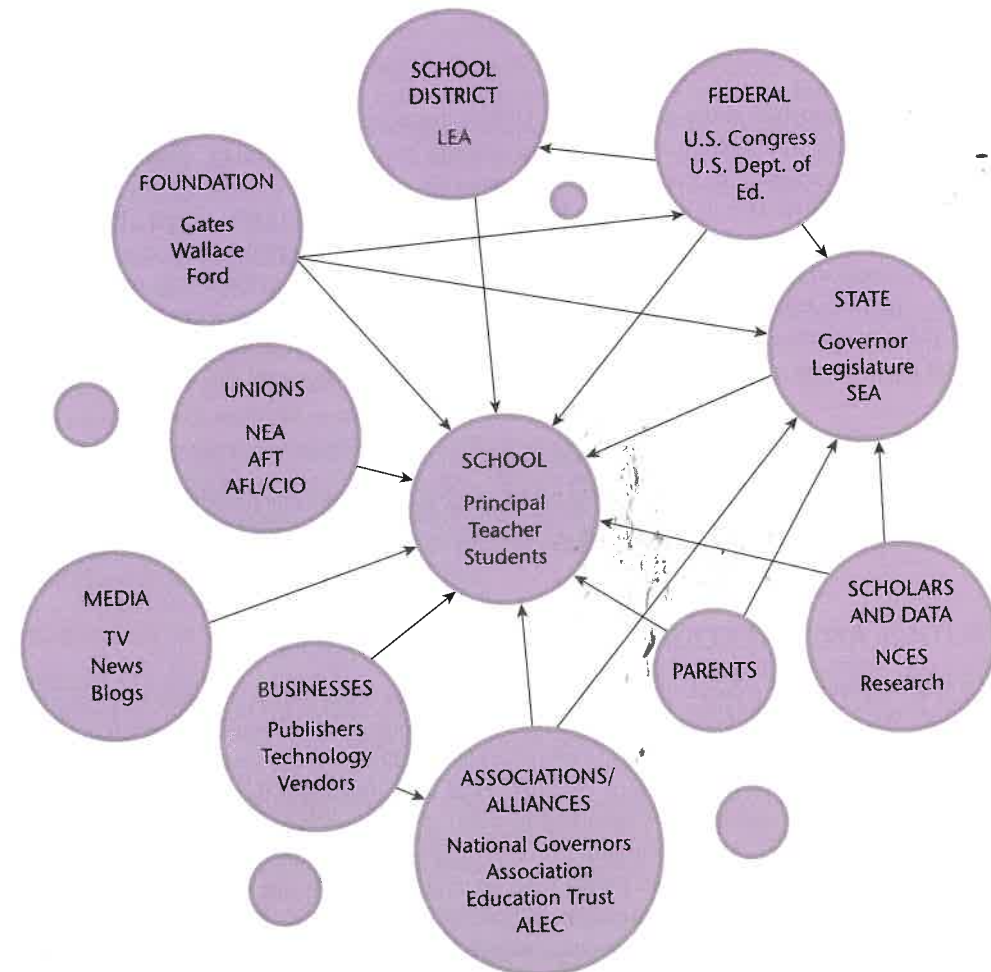 SCHOOL
DISTRICT
LEA
FEDERAL
U.S. Congress
U.S. Dept. of
Ed.
FOUNDATION
Gates
Wallace
Ford
STATE
Governor
Legislature
SEA
UNIONS
NEA
AFT
AFL/CIO
SCHOOL
Principal
Teacher
Students
MEDIA
TV
News
Blogs
BUSINESSES
Publishers
Technology
Vendors
PARENTS
SCHOLARS
AND DATA
NCES
Research
ASSOCIATIONS/
ALLIANCES
National Governors
Association
Education Trust
ALEC